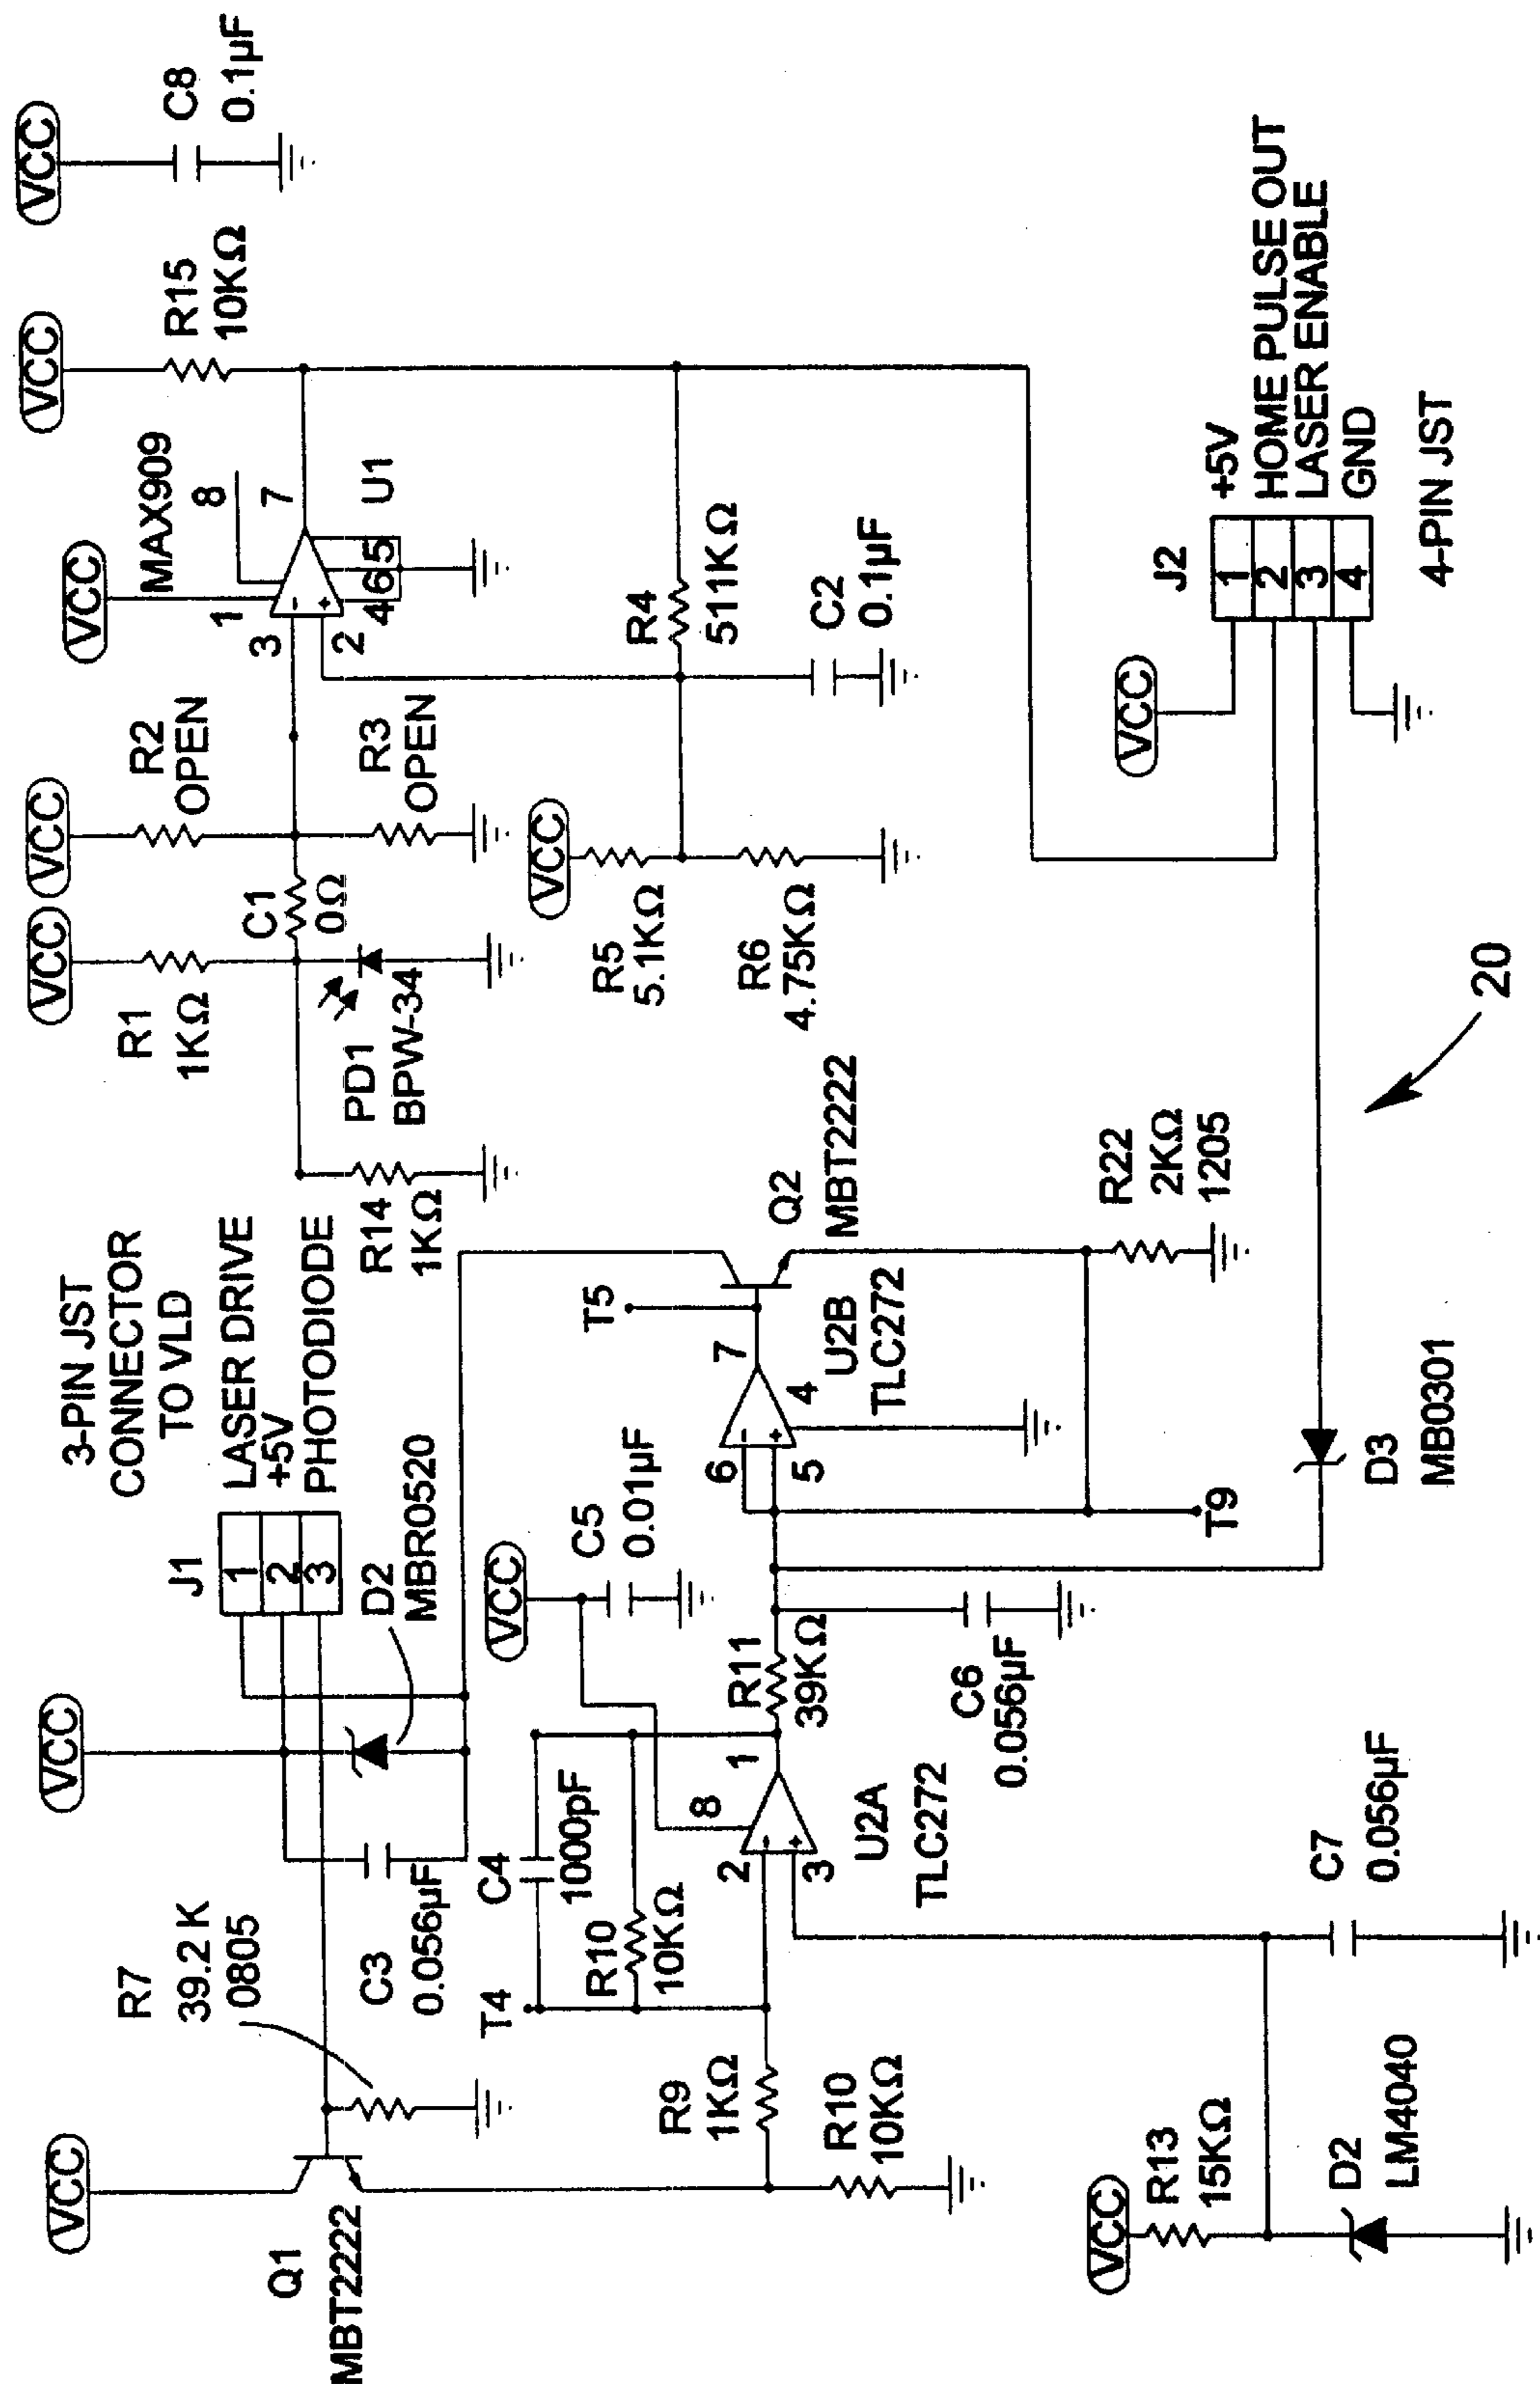 VCC
C8
0.1µF
VCC
R15
10KΩ
VCC
MAX909
1
8
7
3
2
4 6 5
U1
VCC
R2
OPEN
R3
OPEN
VCC
R1
1KΩ
C1
0Ω
PD1
BPW-34
R14
1KΩ
R4
511KΩ
C2
0.1µF
VCC
R5
5.1KΩ
R6
4.75KΩ
VCC
J2
1
2
3
4
+5V
HOME PULSE OUT
LASER ENABLE
GND
4-PIN JST
3-PIN JST
CONNECTOR
TO VLD
LASER DRIVE
+5V
PHOTODIODE
J1
1
2
3
VCC
D2
MBR0520
C3
0.056µF
R7
39.2 K
0805
VCC
Q1
MBT2222
VCC
C5
0.01µF
T5
Q2
MBT2222
7
6
5
4
U2B
TLC272
R22
2KΩ
1205
T9
D3
MB0301
20
R11
39KΩ
C6
0.056µF
C4
1000pF
R10
10KΩ
T4
8
1
2
3
U2A
TLC272
R9
1KΩ
R10
10KΩ
C7
0.056µF
VCC
R13
15KΩ
D2
LM4040